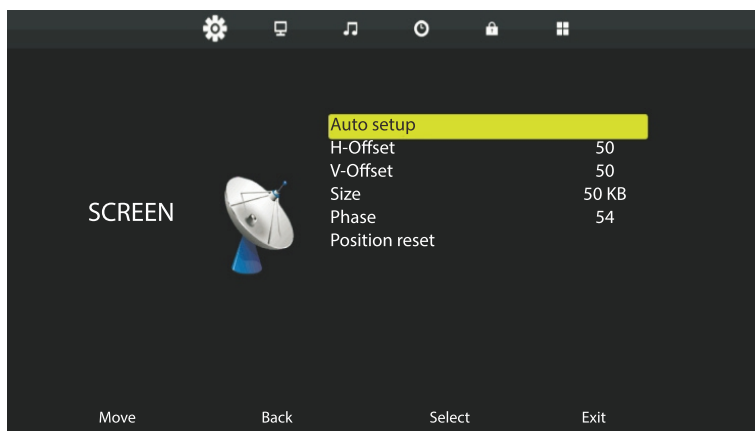 Auto setup
H-Offset 50
V-Offset 50
Size 50 KB
SCREEN
Phase 54
Position reset
Move Back Select Exit